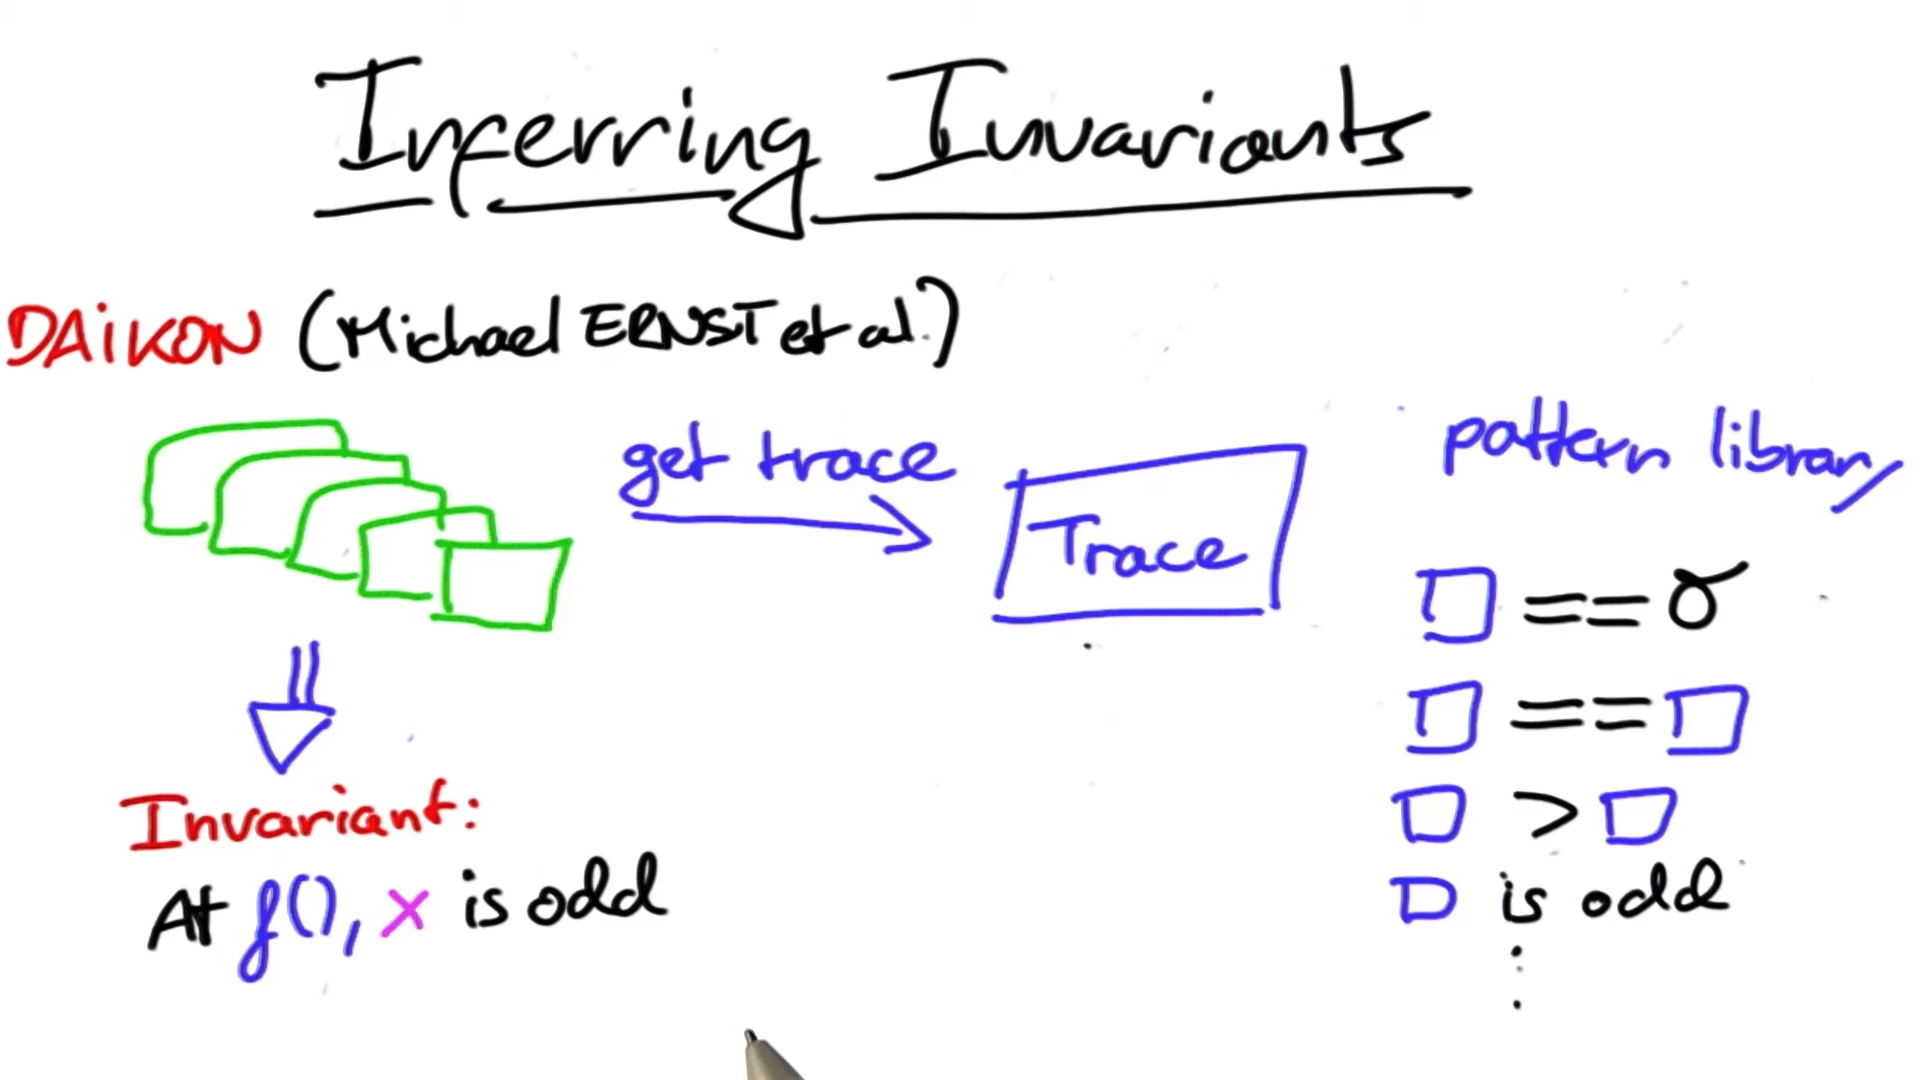 Inferring Invariants
DAiKON (Michael ERNST et al.)
get trace
Trace
pattern library
□ == 0
□ == □
□ > □
□ is odd
Invariant:
At f(), x is odd